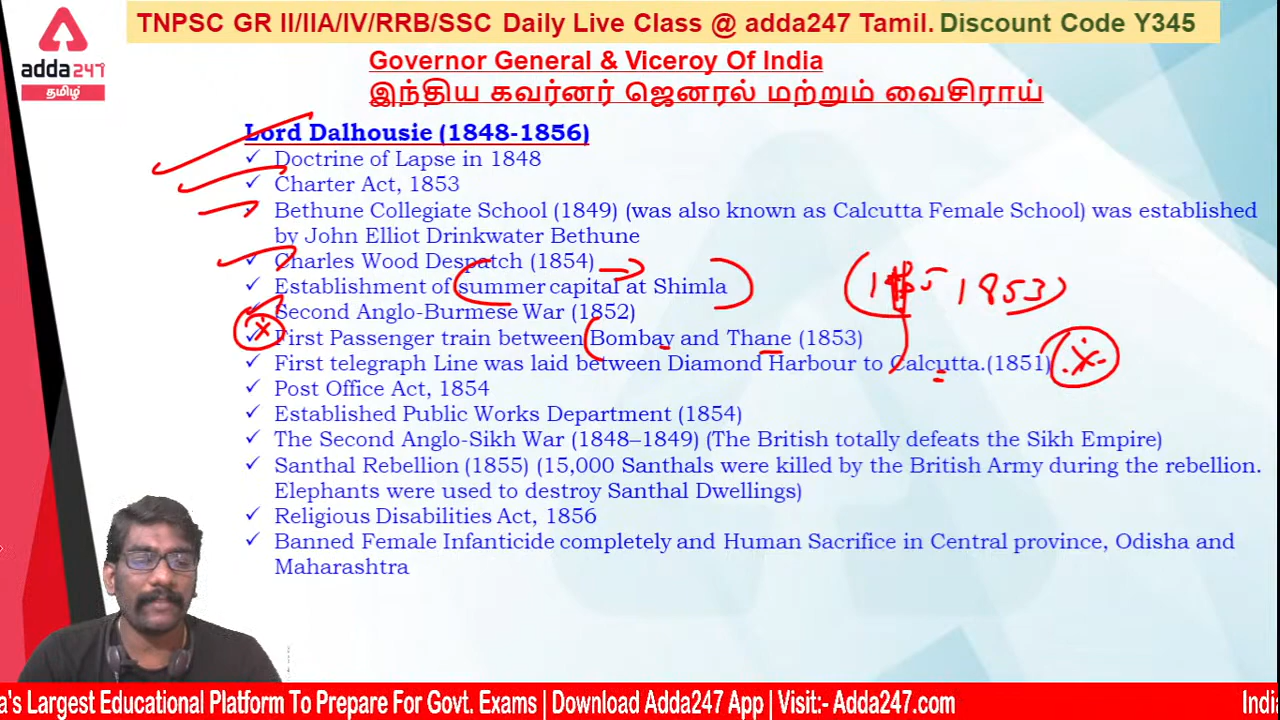 TNPSC GR II/IIA/IV/RRB/SSC Daily Live Class @ adda247 Tamil. Discount Code Y345
adda247
தமிழ்
Governor General & Viceroy Of India
இந்திய கவர்னர் ஜெனரல் மற்றும் வைசிராய்
Lord Dalhousie (1848-1856)
✓ Doctrine of Lapse in 1848
✓ Charter Act, 1853
✓ Bethune Collegiate School (1849) (was also known as Calcutta Female School) was established
by John Elliot Drinkwater Bethune
✓ Charles Wood Despatch (1854)
✓ Establishment of summer capital at Shimla
1853
✓ Second Anglo-Burmese War (1852)
✓ First Passenger train between Bombay and Thane (1853)
✓ First telegraph Line was laid between Diamond Harbour to Calcutta.(1851)
✓ Post Office Act, 1854
✓ Established Public Works Department (1854)
✓ The Second Anglo-Sikh War (1848–1849) (The British totally defeats the Sikh Empire)
✓ Santhal Rebellion (1855) (15,000 Santhals were killed by the British Army during the rebellion.
Elephants were used to destroy Santhal Dwellings)
✓ Religious Disabilities Act, 1856
✓ Banned Female Infanticide completely and Human Sacrifice in Central province, Odisha and
Maharashtra
a's Largest Educational Platform To Prepare For Govt. Exams | Download Adda247 App | Visit:- Adda247.com Indi